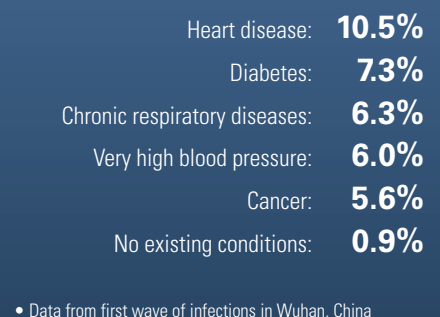 Heart disease: 10.5%
Diabetes: 7.3%
Chronic respiratory diseases: 6.3%
Very high blood pressure: 6.0%
Cancer: 5.6%
No existing conditions: 0.9%
• Data from first wave of infections in Wuhan, China